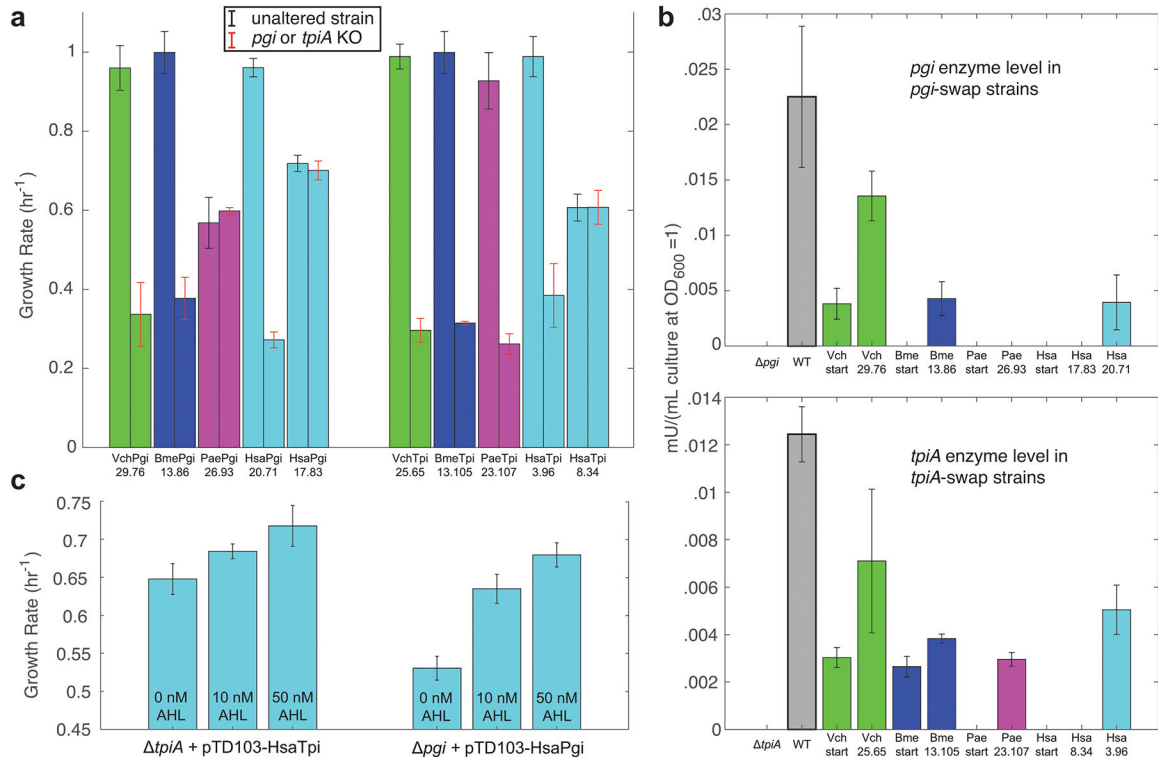 a
unaltered strain
pgi or tpiA KO
Growth Rate (hr-1)
1
0.8
0.6
0.4
0.2
0
VchPgi BmePgi PaePgi HsaPgi HsaPgi VchTpi BmeTpi PaeTpi HsaTpi HsaTpi
29.76 13.86 26.93 20.71 17.83 25.65 13.105 23.107 3.96 8.34
b
mU/(mL culture at OD600 =1)
.03
.025
.02
.015
.01
.005
0
pgi enzyme level in
pgi-swap strains
Δpgi WT Vch Vch Bme Bme Pae Pae Hsa Hsa Hsa
start 29.76 start 13.86 start 26.93 start 17.83 20.71
.014
.012
.01
.008
.006
.004
.002
0
tpiA enzyme level in
tpiA-swap strains
ΔtpiA WT Vch Vch Bme Bme Pae Pae Hsa Hsa Hsa
start 25.65 start 13.105 start 23.107 start 8.34 3.96
c
Growth Rate (hr-1)
0.75
0.7
0.65
0.6
0.55
0.5
0.45
0 nM 10 nM 50 nM 0 nM 10 nM 50 nM
AHL AHL AHL AHL AHL AHL
ΔtpiA + pTD103-HsaTpi Δpgi + pTD103-HsaPgi